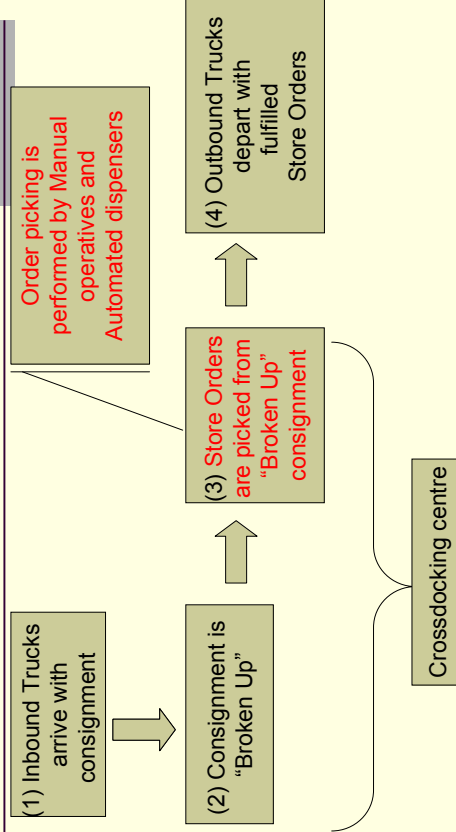 (1) Inbound Trucks
arrive with
consignment
Order picking is
performed by Manual
operatives and
Automated dispensers
(2) Consignment is
“Broken Up”
(3) Store Orders
are picked from
“Broken Up”
consignment
(4) Outbound Trucks
depart with
fulfilled
Store Orders
Crossdocking centre